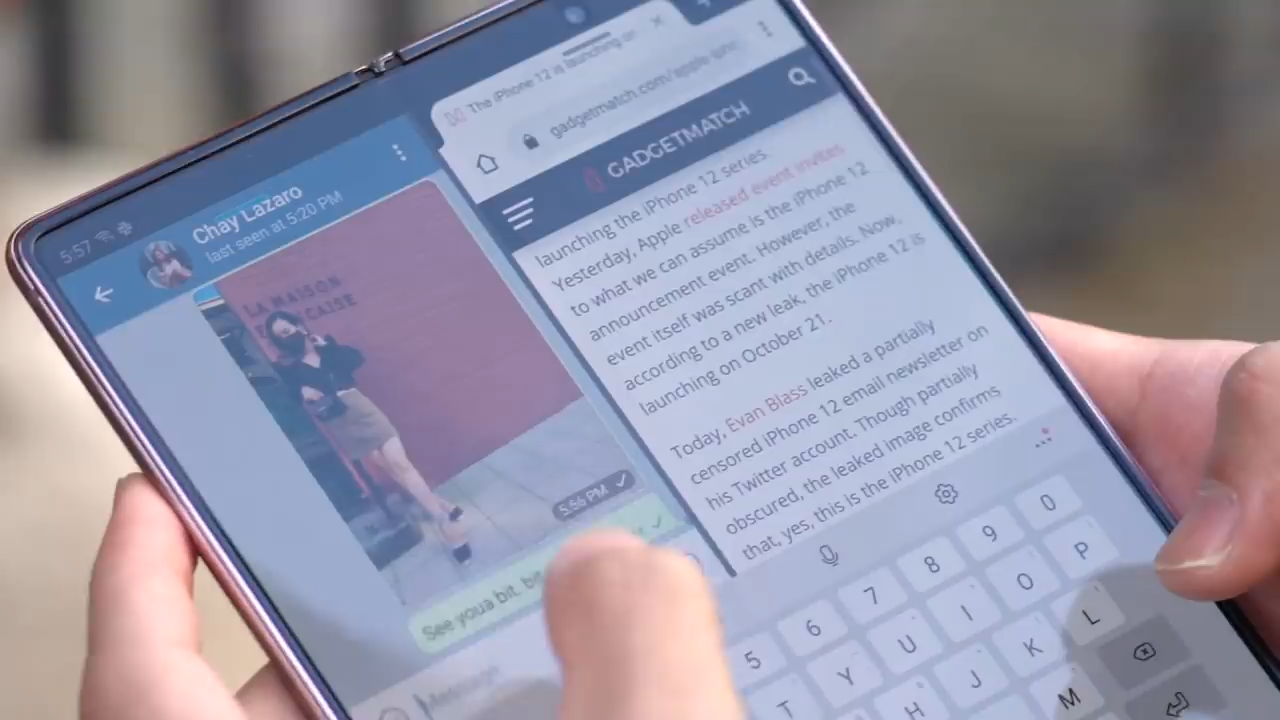 5:57
Chay Lazaro
last seen at 5:20 PM
LA MAISON
5:56 PM
See youa bit,
Message
The iPhone 12 is launching on
gadgetmatch.com/apple-iph
GADGETMATCH
launching the iPhone 12 series.
Yesterday, Apple released event invites
to what we can assume is the iPhone 12
announcement event. However, the
event itself was scant with details. Now,
according to a new leak, the iPhone 12 is
launching on October 21.
Today, Evan Blass leaked a partially
censored iPhone 12 email newsletter on
his Twitter account. Though partially
obscured, the leaked image confirms
that, yes, this is the iPhone 12 series.
5 6 7 8 9 0
T Y U I O P
H J K L
M